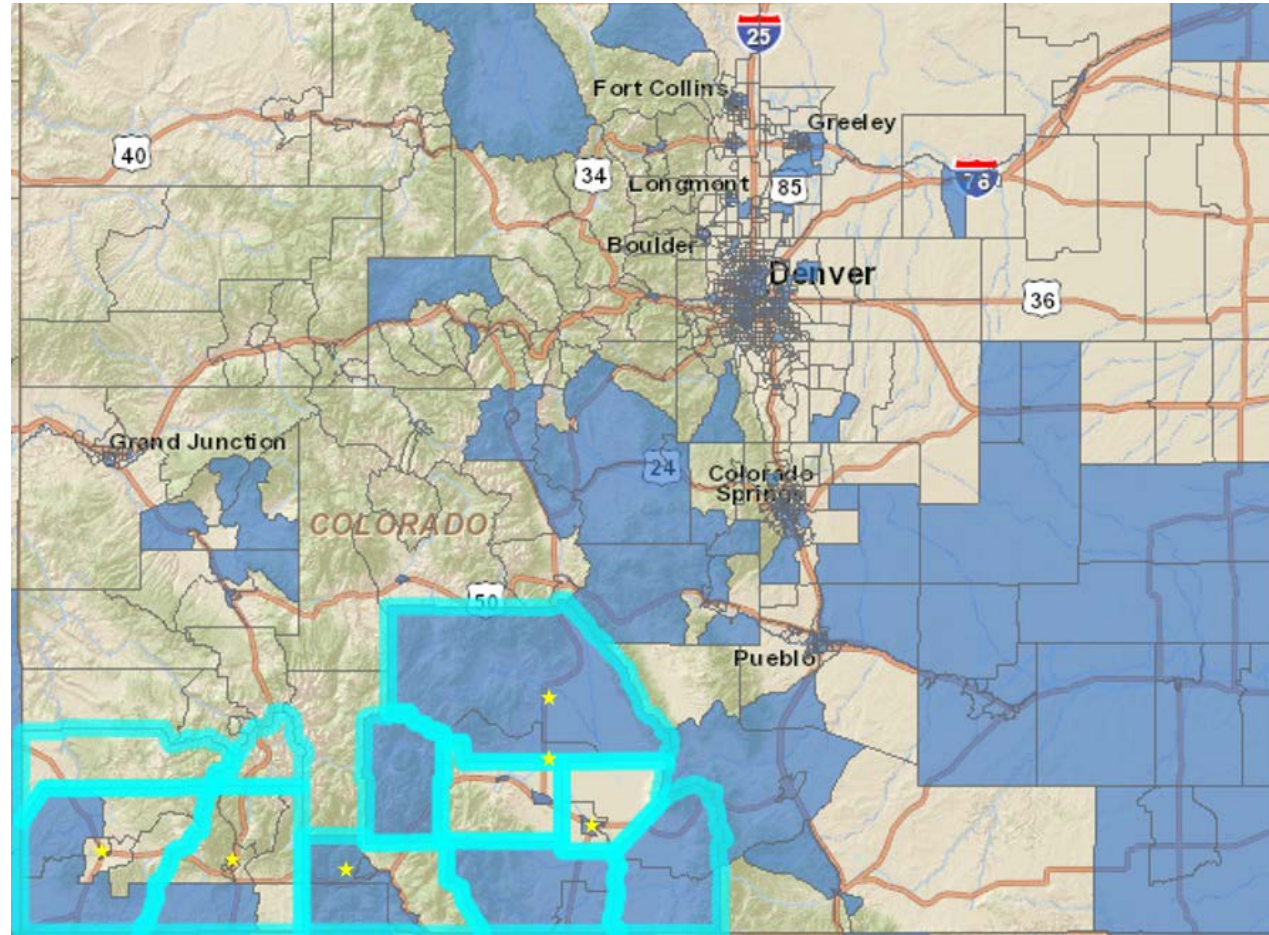 25
Fort Collins
Greeley
40
34
Longmont
85
76
Boulder
Denver
36
Grand Junction
24
Colorado
Springs
COLORADO
50
Pueblo